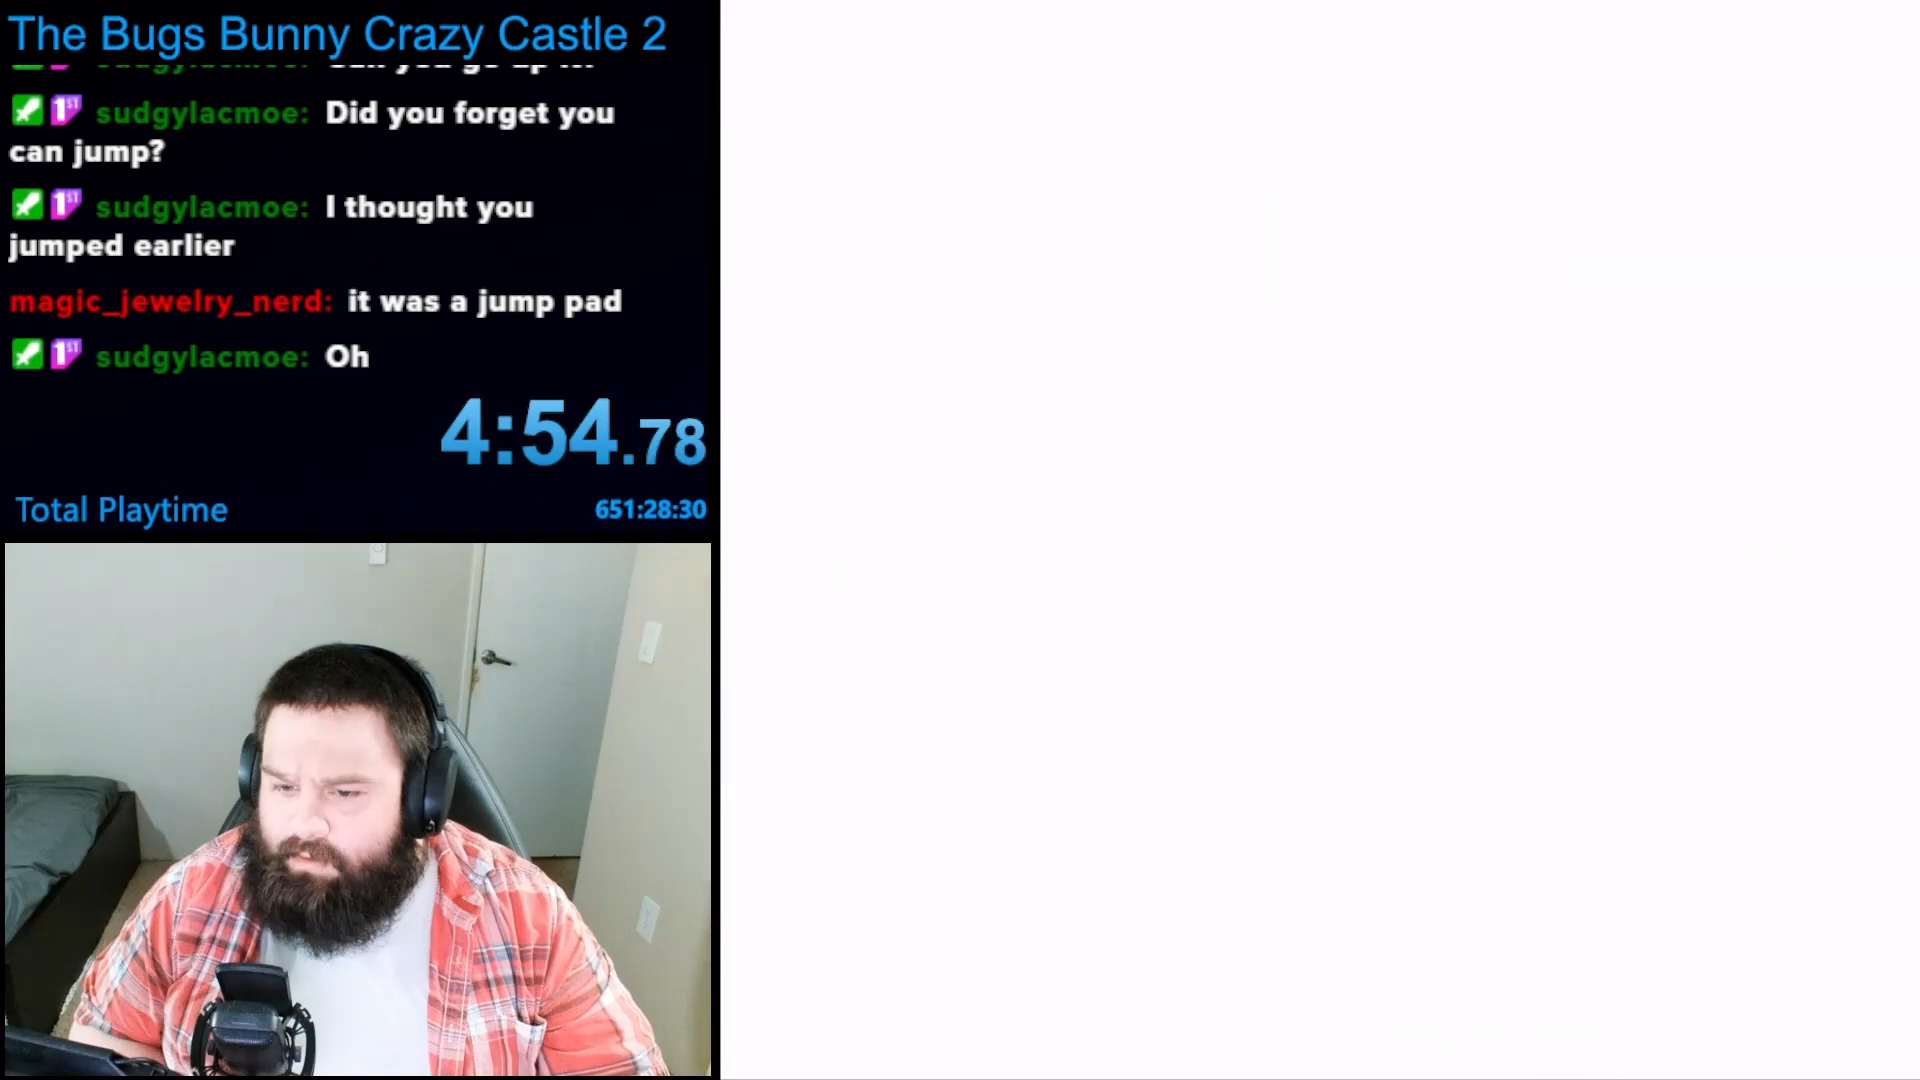 The Bugs Bunny Crazy Castle 2
sudgylacmoe: Did you forget you
can jump?
sudgylacmoe: I thought you
jumped earlier
magic_jewelry_nerd: it was a jump pad
sudgylacmoe: Oh
4:54.78
Total Playtime 651:28:30